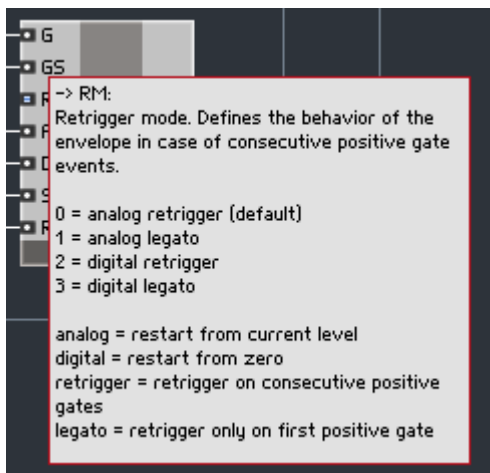 G
GS
R
-> RM:
Retrigger mode. Defines the behavior of the
envelope in case of consecutive positive gate
events.
0 = analog retrigger (default)
1 = analog legato
2 = digital retrigger
3 = digital legato
analog = restart from current level
digital = restart from zero
retrigger = retrigger on consecutive positive
gates
legato = retrigger only on first positive gate